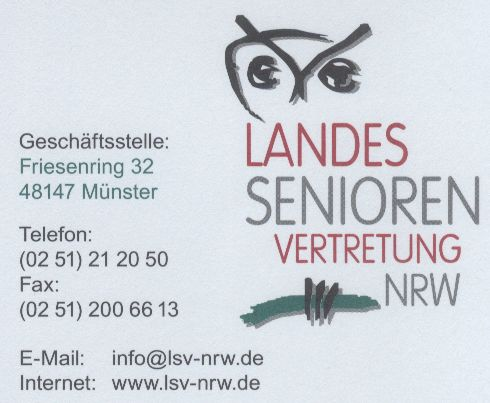 Geschäftsstelle:
Friesenring 32
48147 Münster
Telefon:
(02 51) 21 20 50
Fax:
(02 51) 200 66 13
E-Mail: info@lsv-nrw.de
Internet: www.lsv-nrw.de
LANDES
SENIOREN
VERTRETUNG
NRW